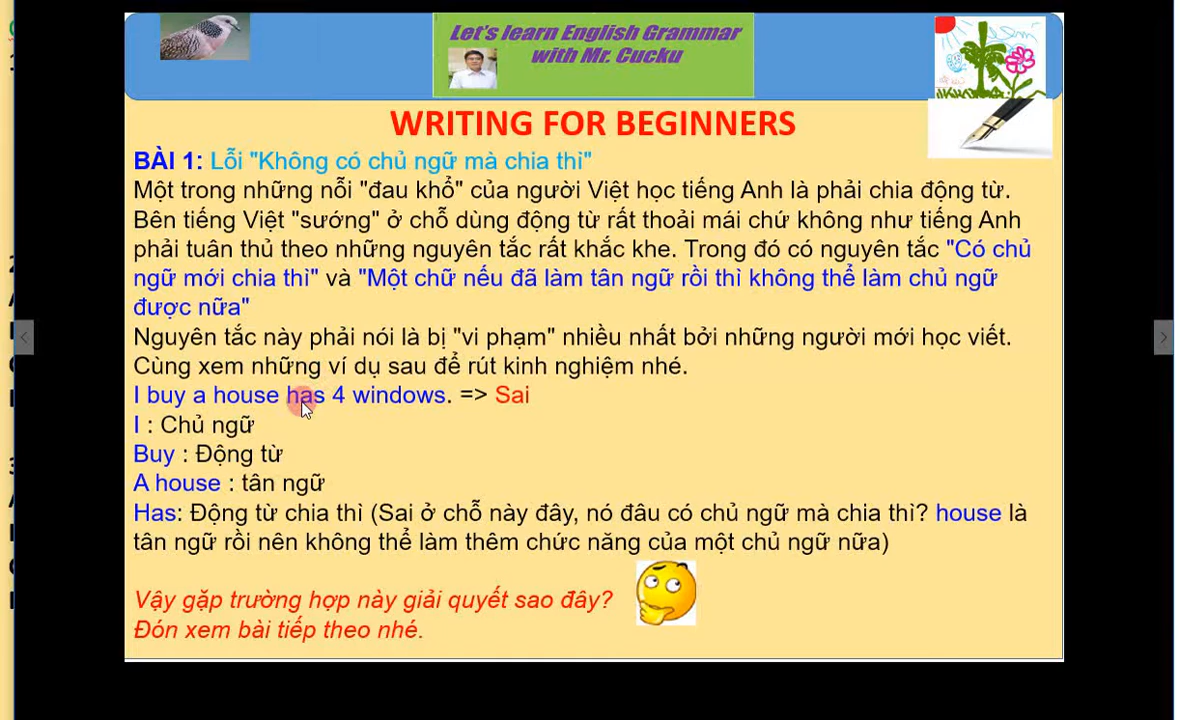 Let's learn English Grammar
with Mr. Cucku
WRITING FOR BEGINNERS
BÀI 1: Lỗi "Không có chủ ngữ mà chia thì"
Một trong những nỗi "đau khổ" của người Việt học tiếng Anh là phải chia động từ.
Bên tiếng Việt "sướng" ở chỗ dùng động từ rất thoải mái chứ không như tiếng Anh
phải tuân thủ theo những nguyên tắc rất khắc khe. Trong đó có nguyên tắc "Có chủ
ngữ mới chia thì" và "Một chữ nếu đã làm tân ngữ rồi thì không thể làm chủ ngữ
được nữa"
Nguyên tắc này phải nói là bị "vi phạm" nhiều nhất bởi những người mới học viết.
Cùng xem những ví dụ sau để rút kinh nghiệm nhé.
I buy a house has 4 windows. => Sai
I : Chủ ngữ
Buy : Động từ
A house : tân ngữ
Has: Động từ chia thì (Sai ở chỗ này đây, nó đâu có chủ ngữ mà chia thì? house là
tân ngữ rồi nên không thể làm thêm chức năng của một chủ ngữ nữa)
Vậy gặp trường hợp này giải quyết sao đây?
Đón xem bài tiếp theo nhé.